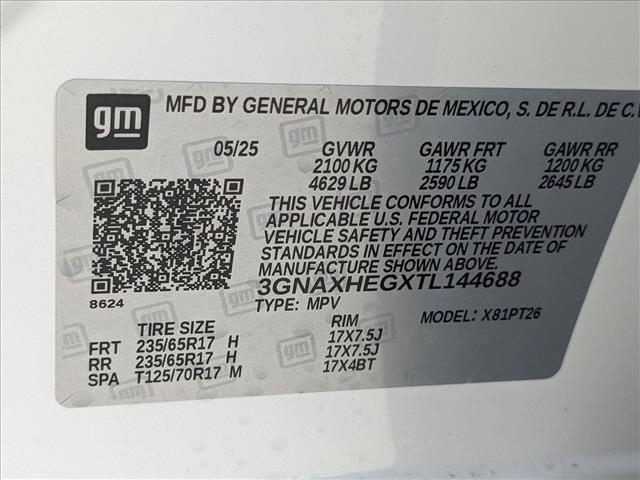 gm MFD BY GENERAL MOTORS DE MEXICO, S. DE R.L. DE C.V
05/25 GVWR GAWR FRT GAWR RR
2100 KG 1175 KG 1200 KG
4629 LB 2590 LB 2645 LB
THIS VEHICLE CONFORMS TO ALL
APPLICABLE U.S. FEDERAL MOTOR
VEHICLE SAFETY AND THEFT PREVENTION
STANDARDS IN EFFECT ON THE DATE OF
MANUFACTURE SHOWN ABOVE.
3GNAXHEGXTL144688
8624 TYPE: MPV MODEL: X81PT26
TIRE SIZE RIM
FRT 235/65R17 H 17X7.5J
RR 235/65R17 H 17X7.5J
SPA T125/70R17 M 17X4BT